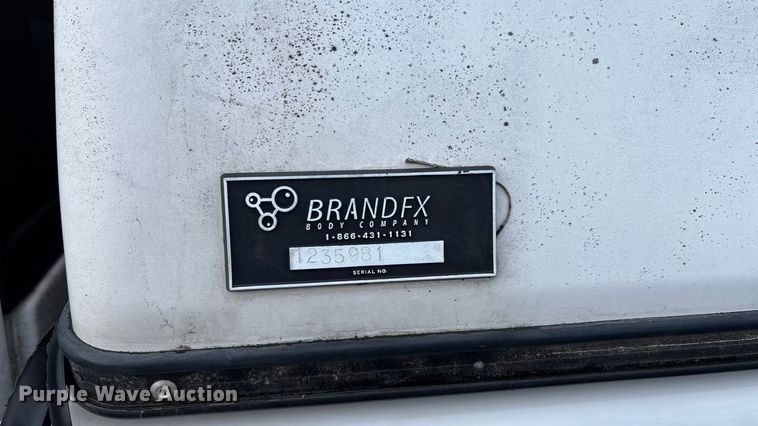 BRANDFX
BODY COMPANY
1-866-431-1131
1235981
SERIAL NO.
Purple Wave Auction